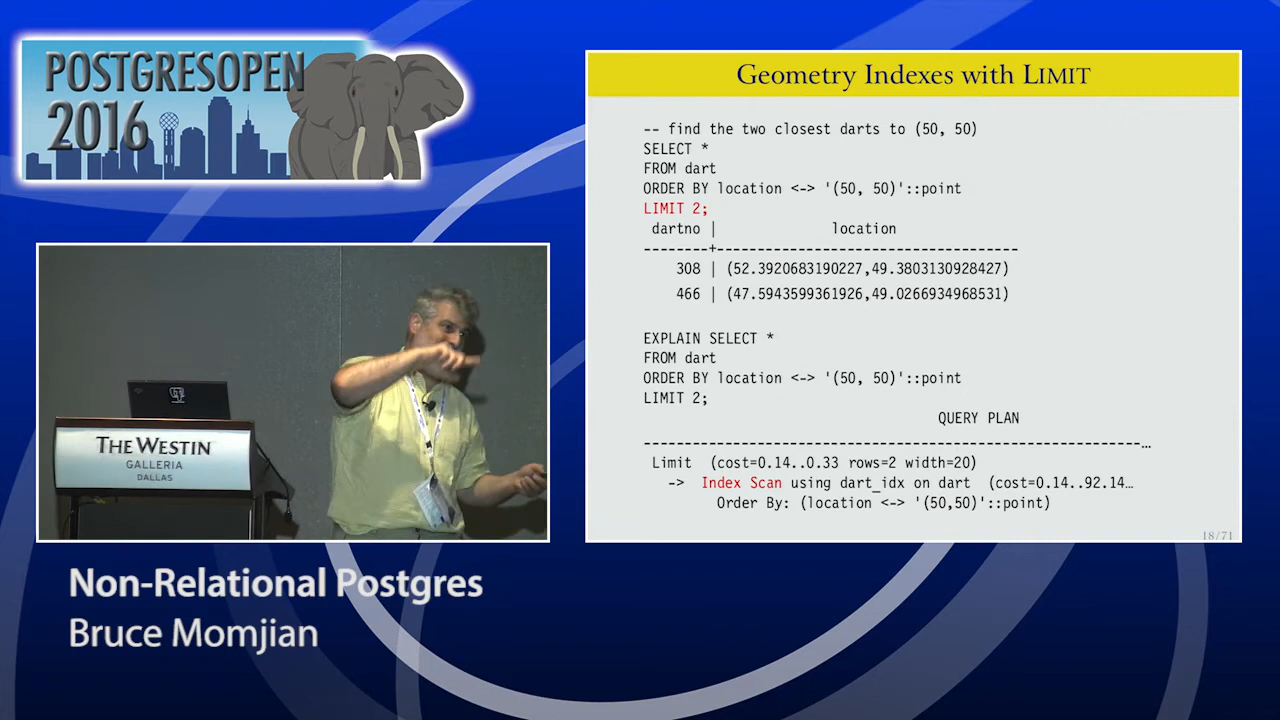 POSTGRESOPEN
2016
Geometry Indexes with LIMIT
-- find the two closest darts to (50, 50)
SELECT *
FROM dart
ORDER BY location <-> '(50, 50)'::point
LIMIT 2;
dartno | location
--------+-------------------------------------
308 | (52.3920683190227,49.3803130928427)
466 | (47.5943599361926,49.0266934968531)
EXPLAIN SELECT *
FROM dart
ORDER BY location <-> '(50, 50)'::point
LIMIT 2;
QUERY PLAN
-------------------------------------------------------------…
Limit (cost=0.14..0.33 rows=2 width=20)
-> Index Scan using dart_idx on dart (cost=0.14..92.14…
Order By: (location <-> '(50,50)'::point)
18/71
THE WESTIN
GALLERIA
DALLAS
Non-Relational Postgres
Bruce Momjian